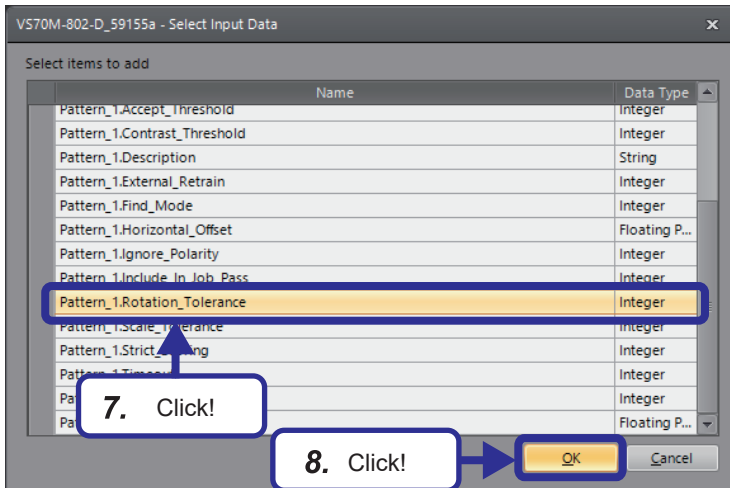 VS70M-802-D_59155a - Select Input Data x
Select items to add
Name Data Type
Pattern_1.Accept_Threshold Integer
Pattern_1.Contrast_Threshold Integer
Pattern_1.Description String
Pattern_1.External_Retrain Integer
Pattern_1.Find_Mode Integer
Pattern_1.Horizontal_Offset Floating P...
Pattern_1.Ignore_Polarity Integer
Pattern_1.Include_In_Job_Pass Integer
Pattern_1.Rotation_Tolerance Integer
Pattern_1.Scale_Tolerance Integer
Integer
Integer
Integer
Floating P...
7. Click!
8. Click!
OK Cancel